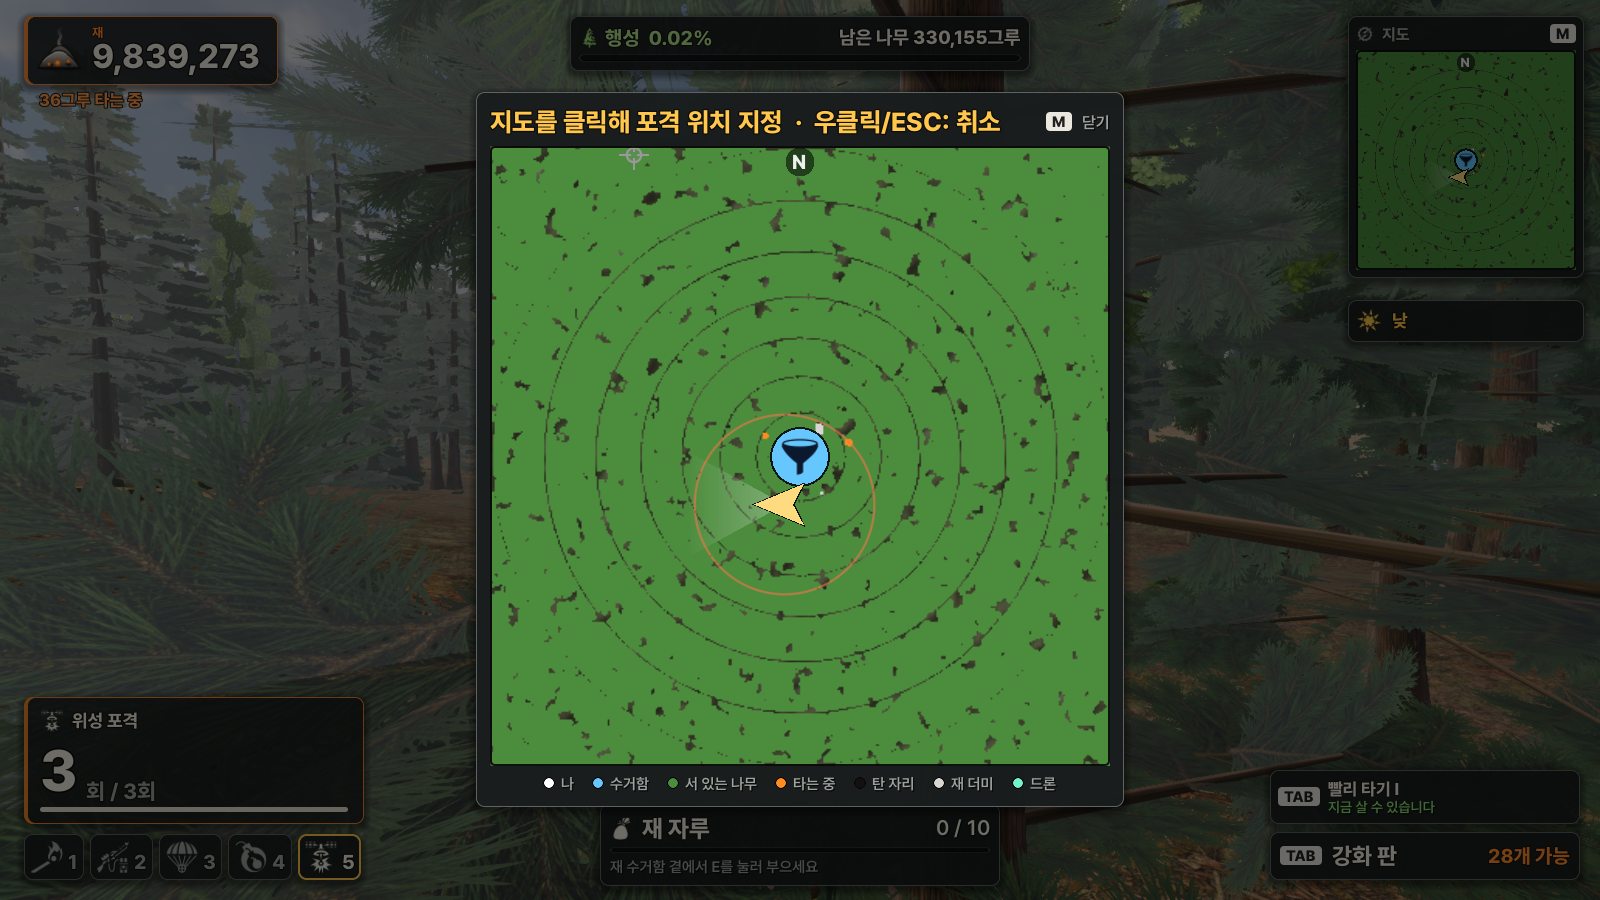 재
9,839,273
36그루 타는 중
행성 0.02%
남은 나무 330,155그루
지도
M
N
낮
지도를 클릭해 포격 위치 지정 · 우클릭/ESC: 취소
M 닫기
N
나
수거함
서 있는 나무
타는 중
탄 자리
재 더미
드론
위성 포격
3 회 / 3회
1
2
3
4
5
재 자루
0 / 10
재 수거함 곁에서 E를 눌러 부으세요
TAB 빨리 타기 I
지금 살 수 있습니다
TAB 강화 판 28개 가능